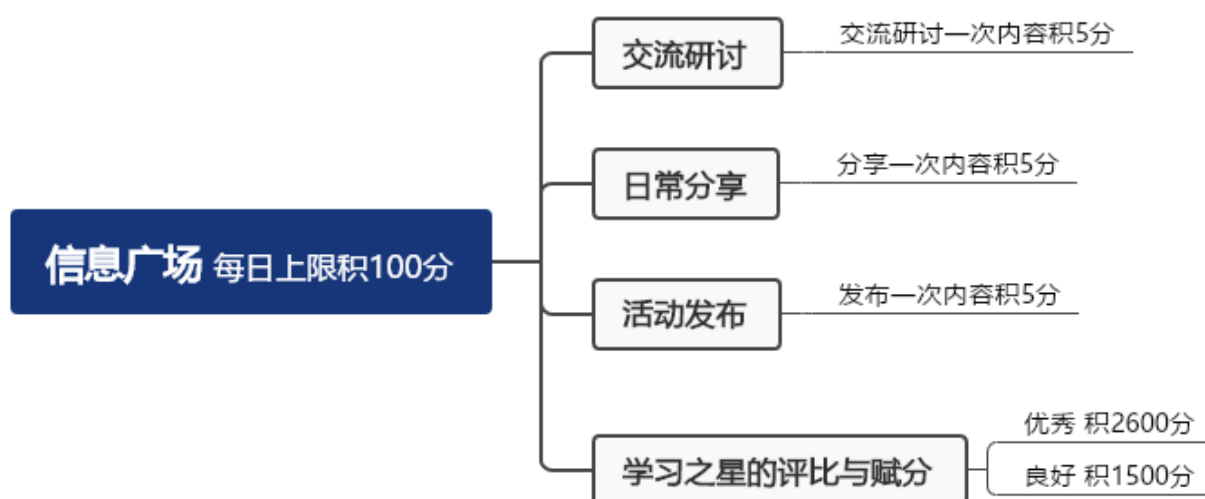 信息广场 每日上限积100分
交流研讨
交流研讨一次内容积5分
日常分享
分享一次内容积5分
活动发布
发布一次内容积5分
学习之星的评比与赋分
优秀 积2600分
良好 积1500分